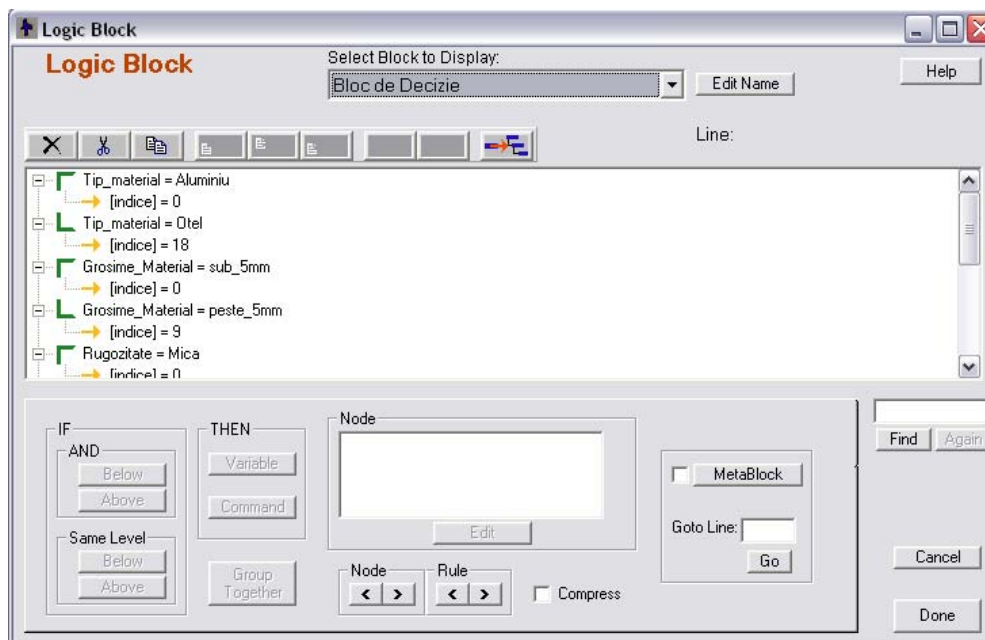 Logic Block
Logic Block
Select Block to Display:
Bloc de Decizie
Edit Name
Help
Line:
Tip_material = Aluminiu
[indice] = 0
Tip_material = Otel
[indice] = 18
Grosime_Material = sub_5mm
[indice] = 0
Grosime_Material = peste_5mm
[indice] = 9
Rugozitate = Mica
[indice] = 0
IF
AND
Below
Above
Same Level
Below
Above
THEN
Variable
Command
Group
Together
Node
Edit
Node
< >
Rule
< >
Compress
MetaBlock
Goto Line:
Go
Find
Again
Cancel
Done